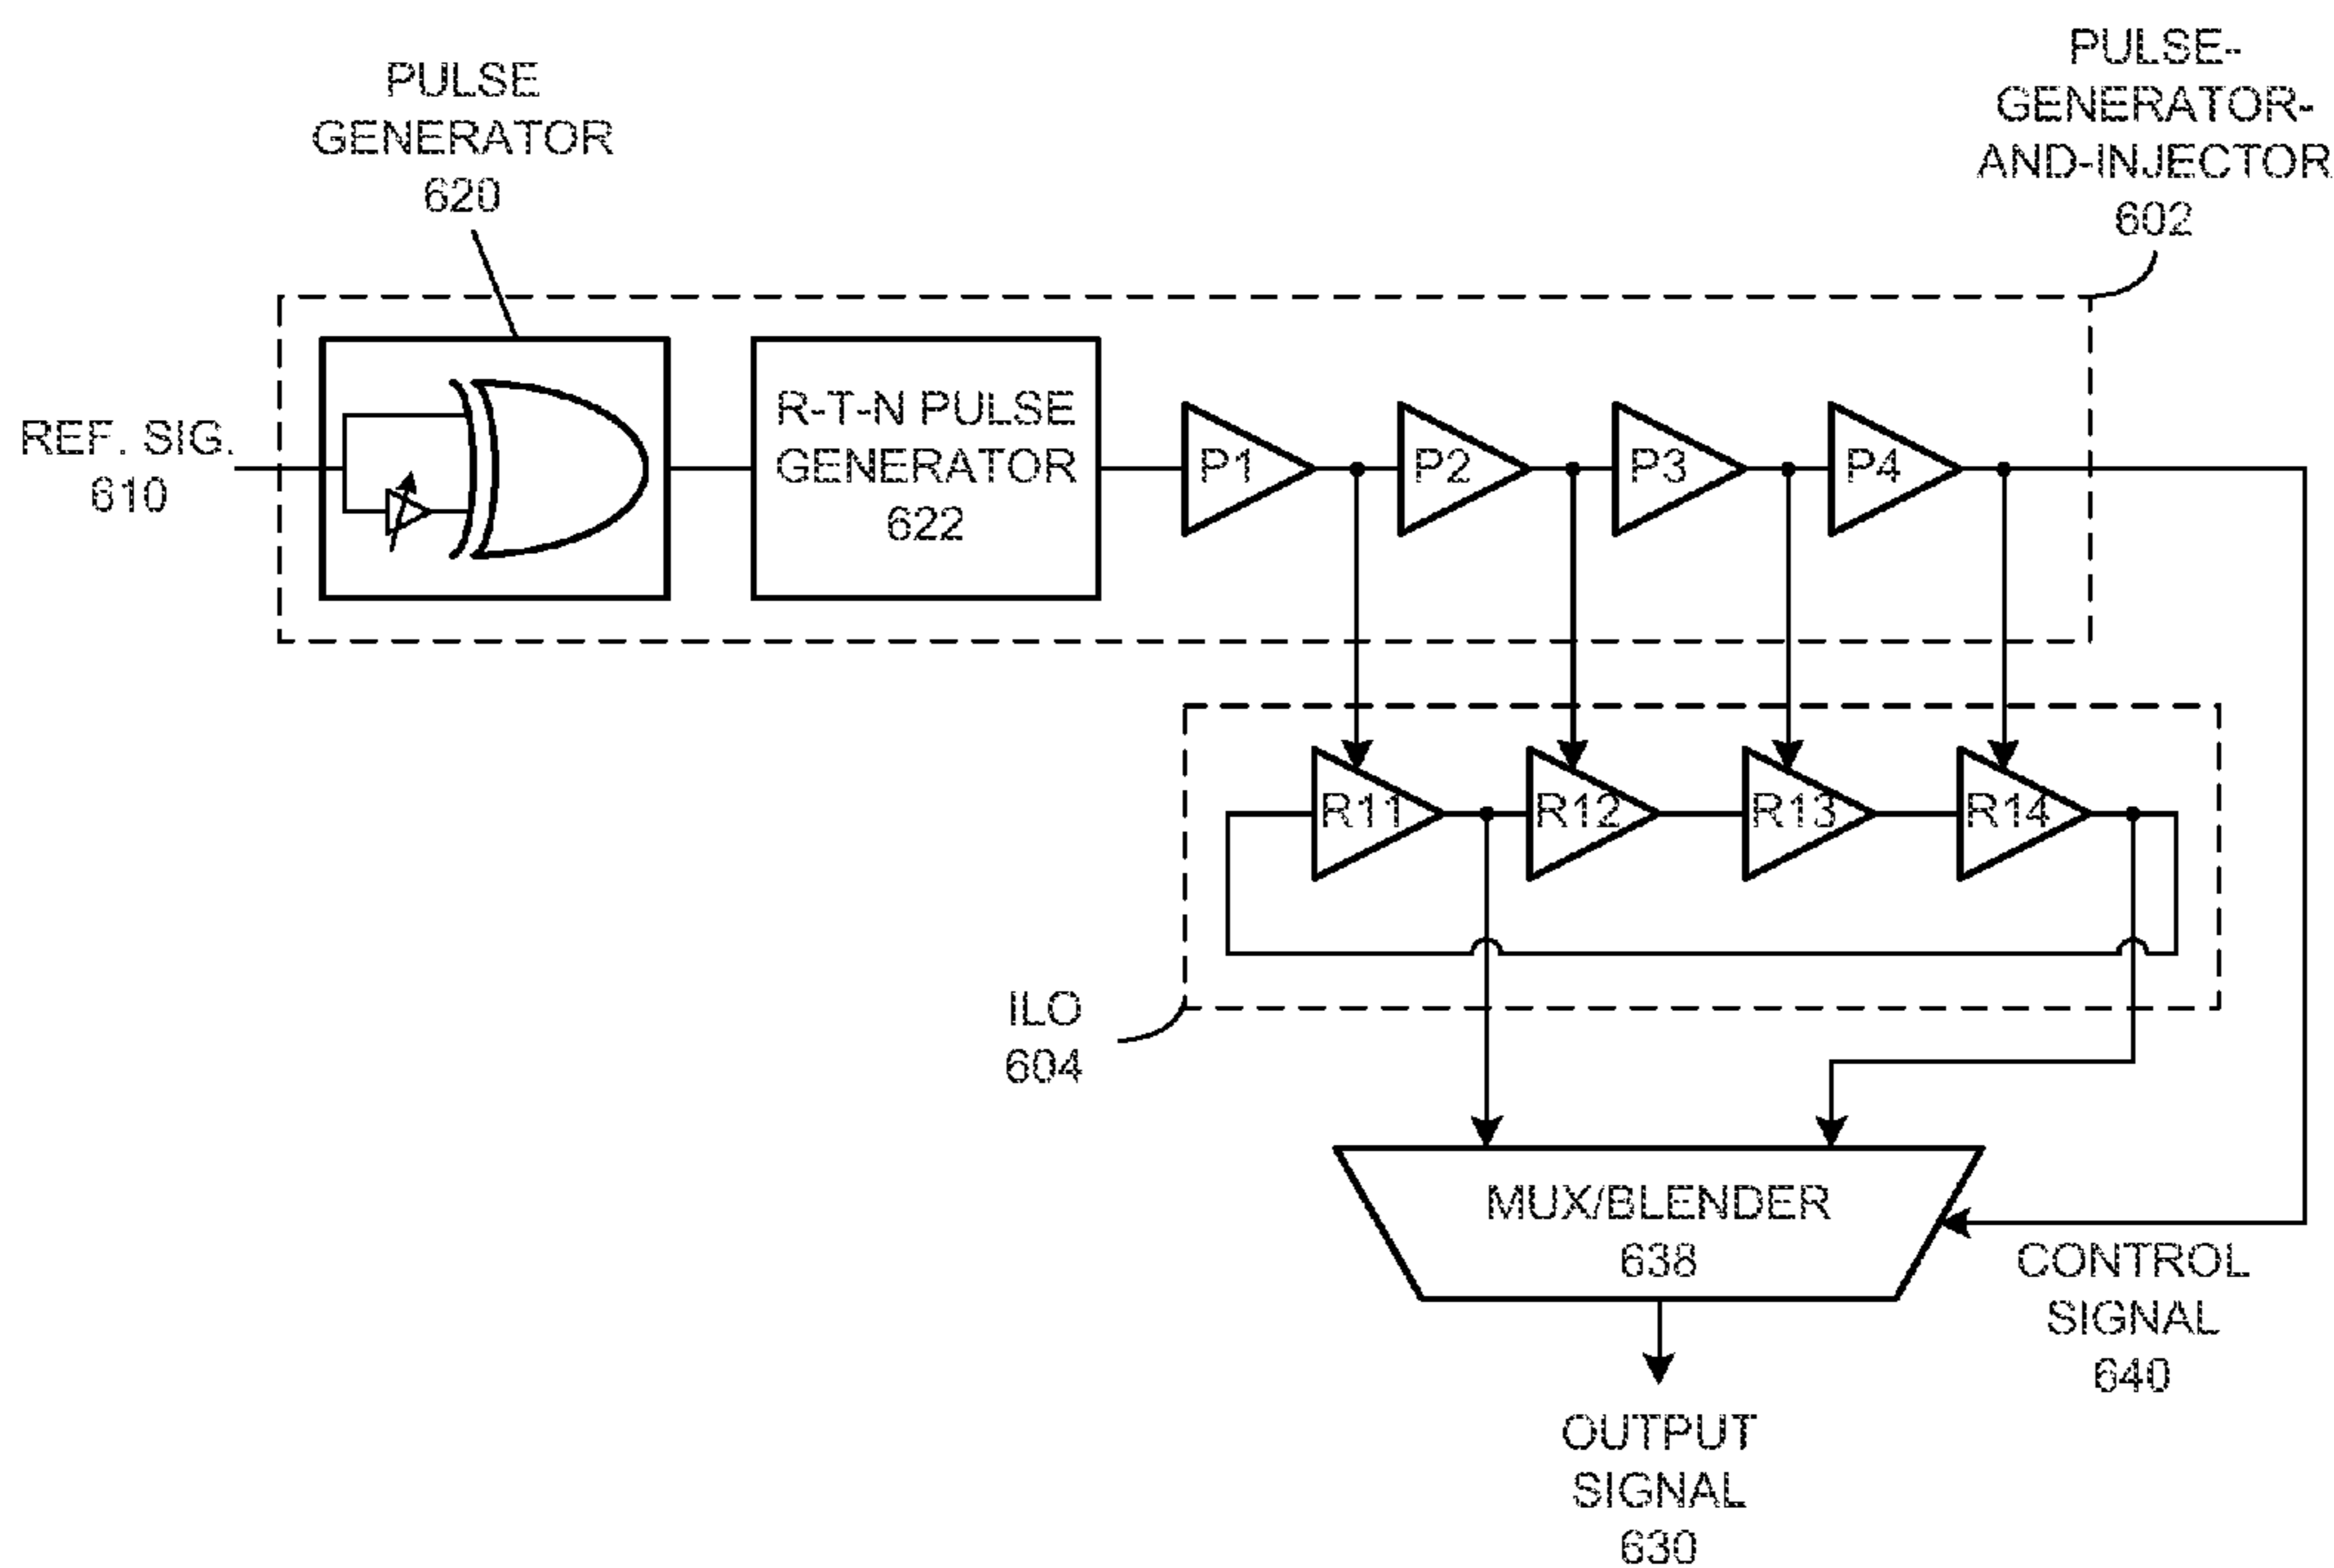 PULSE
GENERATOR
620
PULSE-
GENERATOR-
AND-INJECTOR
602
REF. SIG.
610
R-T-N PULSE
GENERATOR
622
P1
P2
P3
P4
R11
R12
R13
R14
ILO
604
MUX/BLENDER
638
CONTROL
SIGNAL
640
OUTPUT
SIGNAL
630